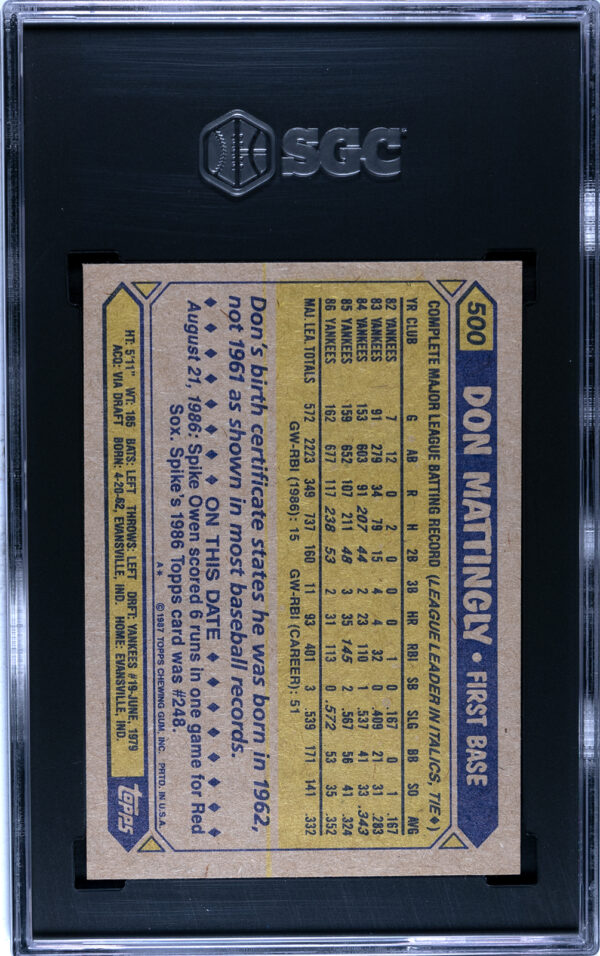 SGC
500 DON MATTINGLY • FIRST BASE
COMPLETE MAJOR LEAGUE BATTING RECORD (LEAGUE LEADER IN ITALICS, TIE♦)
YR CLUB G AB R H 2B 3B HR RBI SB SLG BB SO AVG
82 YANKEES 7 12 0 2 0 0 0 1 0 .167 0 1 .167
83 YANKEES 91 279 34 79 15 4 4 32 0 .409 21 31 .283
84 YANKEES 153 603 91 207 44 2 23 110 1 .537 41 33 .343
85 YANKEES 159 652 107 211 48 3 35 145 2 .567 56 41 .324
86 YANKEES 162 677 117 238 53 2 31 113 0 .572 53 35 .352
MAJ. LEA. TOTALS 572 2223 349 737 160 11 93 401 3 .539 171 141 .332
GW-RBI (1986): 15 GW-RBI (CAREER): 51
Don's birth certificate states he was born in 1962,
not 1961 as shown in most baseball records.
♦ ♦ ♦ ♦ ♦ ♦ ♦ ♦ ♦ ON THIS DATE ♦ ♦ ♦ ♦ ♦ ♦ ♦ ♦ ♦
August 21, 1986: Spike Owen scored 6 runs in one game for Red
Sox. Spike's 1986 Topps card was #248.
A* ©1987 TOPPS CHEWING GUM, INC. PRTD. IN U.S.A.
HT: 5'11" WT: 185 BATS: LEFT THROWS: LEFT DRFT: YANKEES #19-JUNE, 1979
ACQ: VIA DRAFT BORN: 4-20-62, EVANSVILLE, IND. HOME: EVANSVILLE, IND.
topps